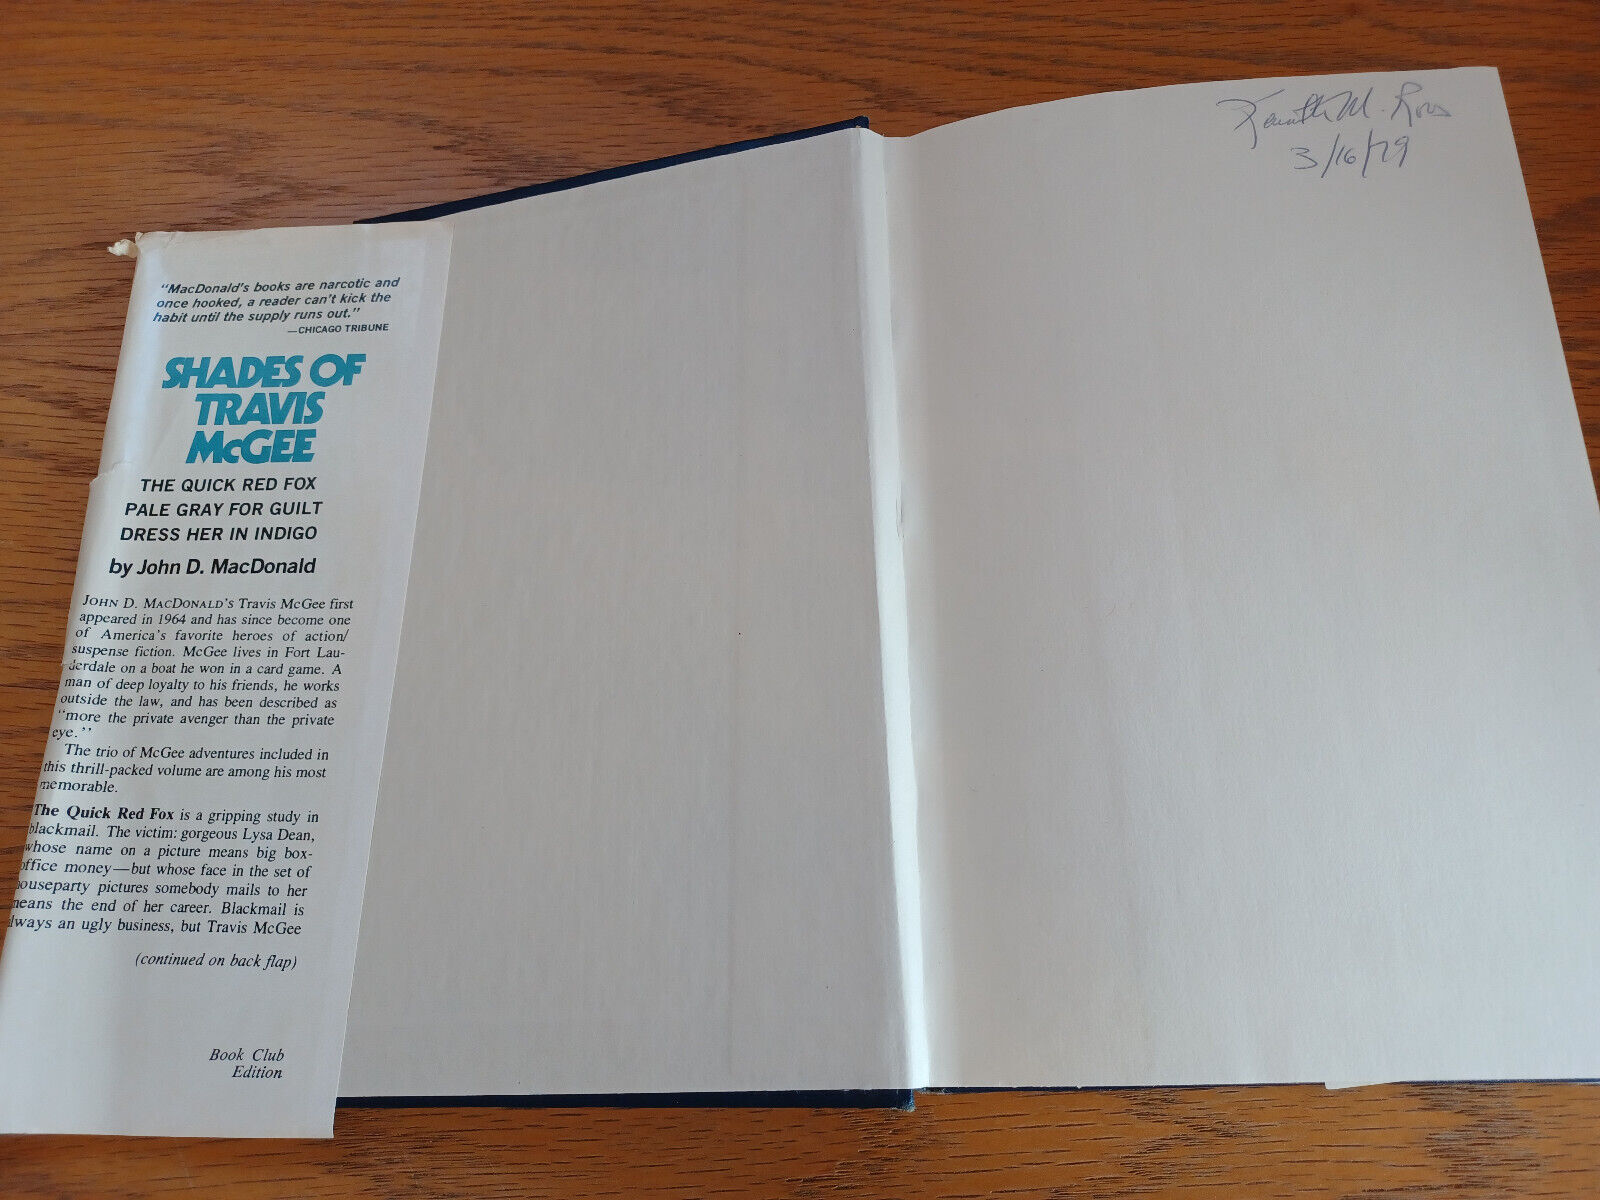 "MacDonald's books are narcotic and
once hooked, a reader can't kick the
habit until the supply runs out."
—CHICAGO TRIBUNE
SHADES OF
TRAVIS
McGEE
THE QUICK RED FOX
PALE GRAY FOR GUILT
DRESS HER IN INDIGO
by John D. MacDonald
JOHN D. MACDONALD'S Travis McGee first
appeared in 1964 and has since become one
of America's favorite heroes of action/
suspense fiction. McGee lives in Fort Lau-
derdale on a boat he won in a card game. A
man of deep loyalty to his friends, he works
outside the law, and has been described as
"more the private avenger than the private
eye."
The trio of McGee adventures included in
this thrill-packed volume are among his most
memorable.
The Quick Red Fox is a gripping study in
blackmail. The victim: gorgeous Lysa Dean,
whose name on a picture means big box-
office money—but whose face in the set of
houseparty pictures somebody mails to her
means the end of her career. Blackmail is
always an ugly business, but Travis McGee
(continued on back flap)
Book Club
Edition
Kenneth M.
3/16/79